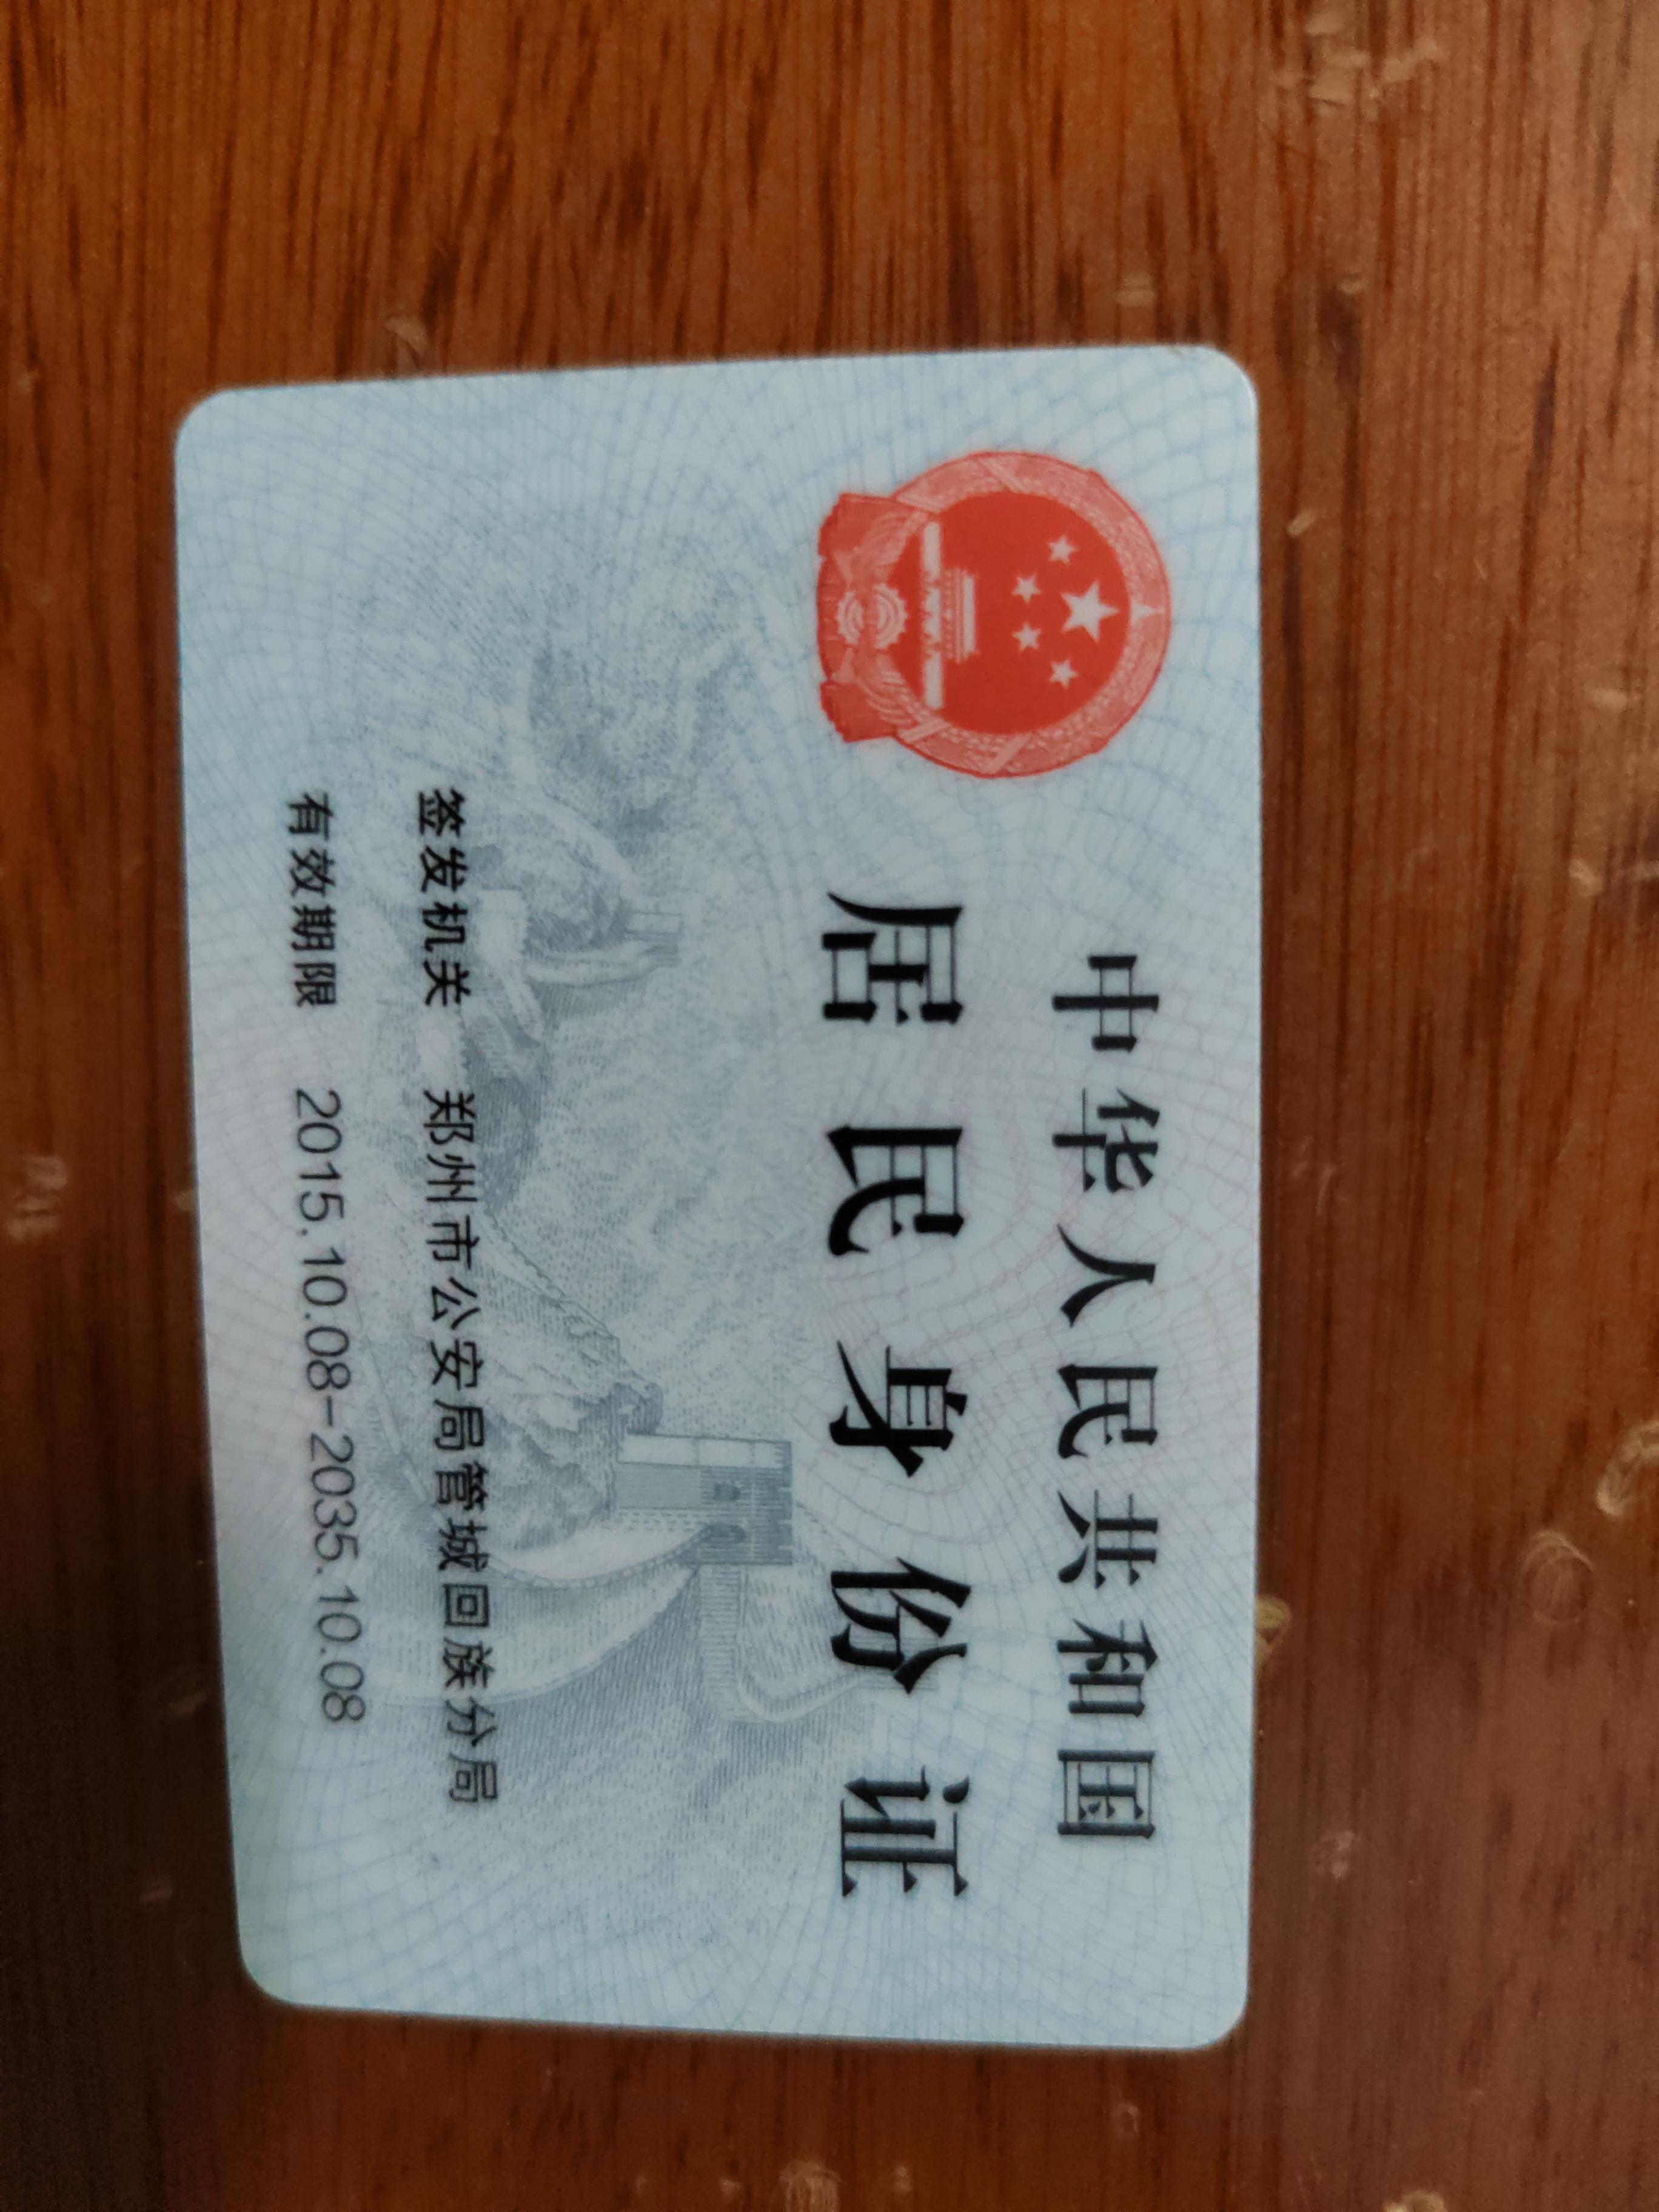 中华人民共和国
居民身份证
签发机关 郑州市公安局管城回族分局
有效期限 2015.10.08-2035.10.08